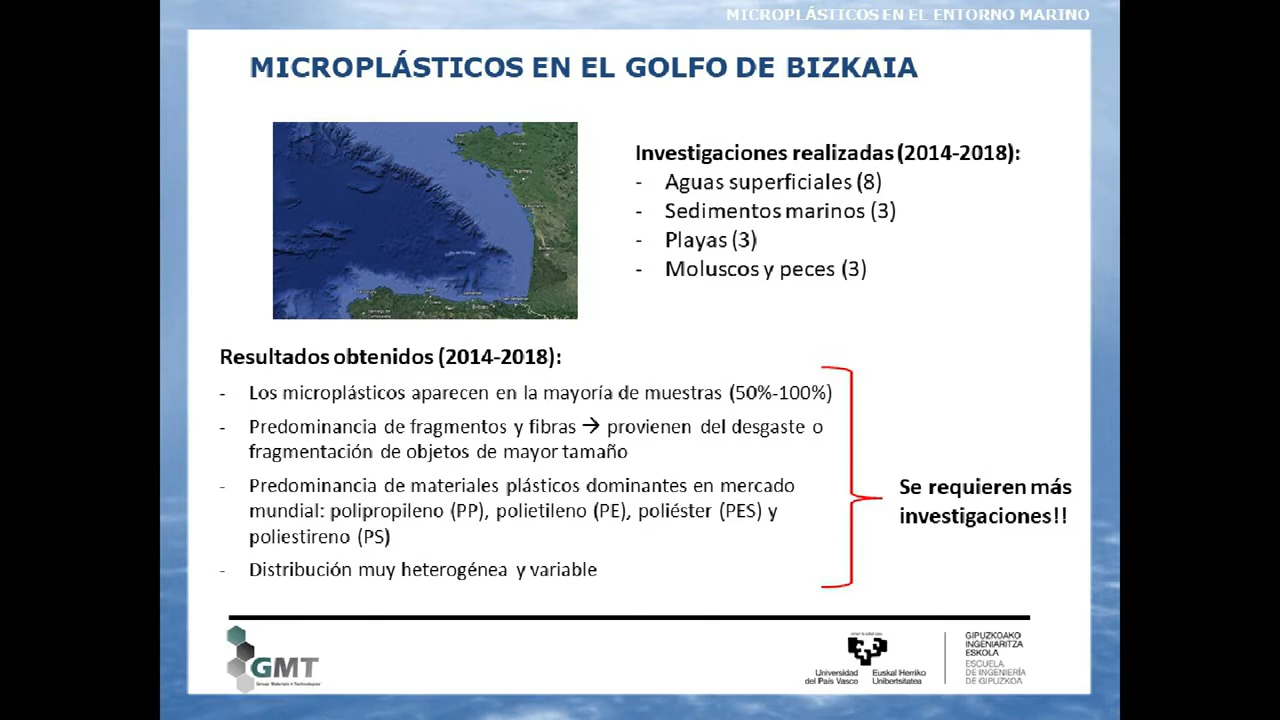 MICROPLÁSTICOS EN EL ENTORNO MARINO
MICROPLÁSTICOS EN EL GOLFO DE BIZKAIA
Investigaciones realizadas (2014-2018):
- Aguas superficiales (8)
- Sedimentos marinos (3)
- Playas (3)
- Moluscos y peces (3)
Resultados obtenidos (2014-2018):
- Los microplásticos aparecen en la mayoría de muestras (50%-100%)
- Predominancia de fragmentos y fibras → provienen del desgaste o
fragmentación de objetos de mayor tamaño
- Predominancia de materiales plásticos dominantes en mercado
mundial: polipropileno (PP), polietileno (PE), poliéster (PES) y
poliestireno (PS)
- Distribución muy heterogénea y variable
Se requieren más
investigaciones!!
GMT
Universidad
del País Vasco
Euskal Herriko
Unibertsitatea
GIPUZKOAKO
INGENIARITZA
ESKOLA
ESCUELA
DE INGENIERÍA
DE GIPUZKOA